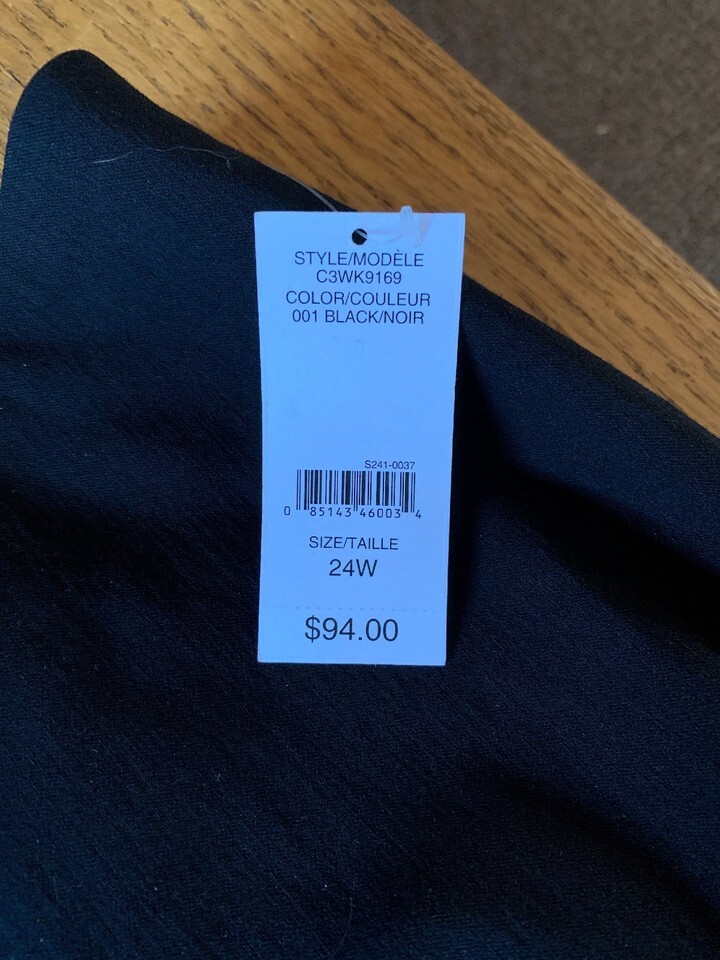 STYLE/MODÈLE
C3WK9169
COLOR/COULEUR
001 BLACK/NOIR
S241-0037
0 85143 46003 4
SIZE/TAILLE
24W
$94.00